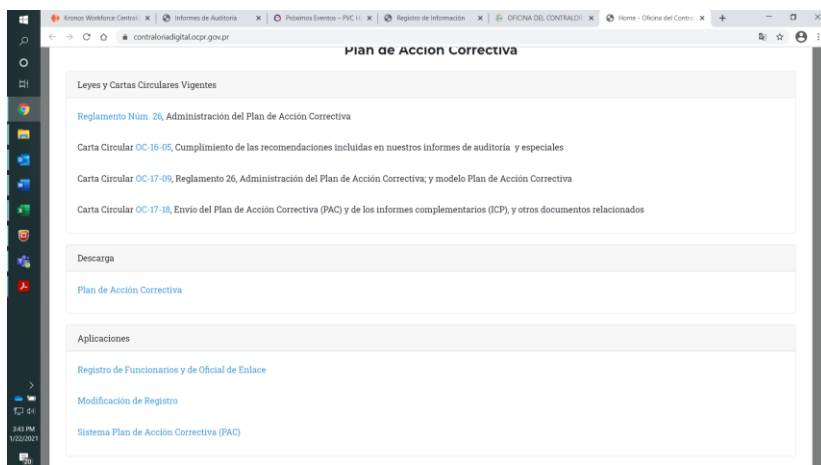 Kronos Workforce Central
Informes de Auditoria
Próximos Eventos – PVC
Registro de Información
OFICINA DEL CONTRALOR
Home - Oficina del Contr
contraloriadigital.ocpr.gov.pr
Plan de Acción Correctiva
Leyes y Cartas Circulares Vigentes
Reglamento Núm. 26, Administración del Plan de Acción Correctiva
Carta Circular OC-16-05, Cumplimiento de las recomendaciones incluidas en nuestros informes de auditoría y especiales
Carta Circular OC-17-09, Reglamento 26, Administración del Plan de Acción Correctiva; y modelo Plan de Acción Correctiva
Carta Circular OC-17-18, Envío del Plan de Acción Correctiva (PAC) y de los informes complementarios (ICP), y otros documentos relacionados
Descarga
Plan de Acción Correctiva
Aplicaciones
Registro de Funcionarios y de Oficial de Enlace
Modificación de Registro
Sistema Plan de Acción Correctiva (PAC)
3:43 PM
1/22/2021
20